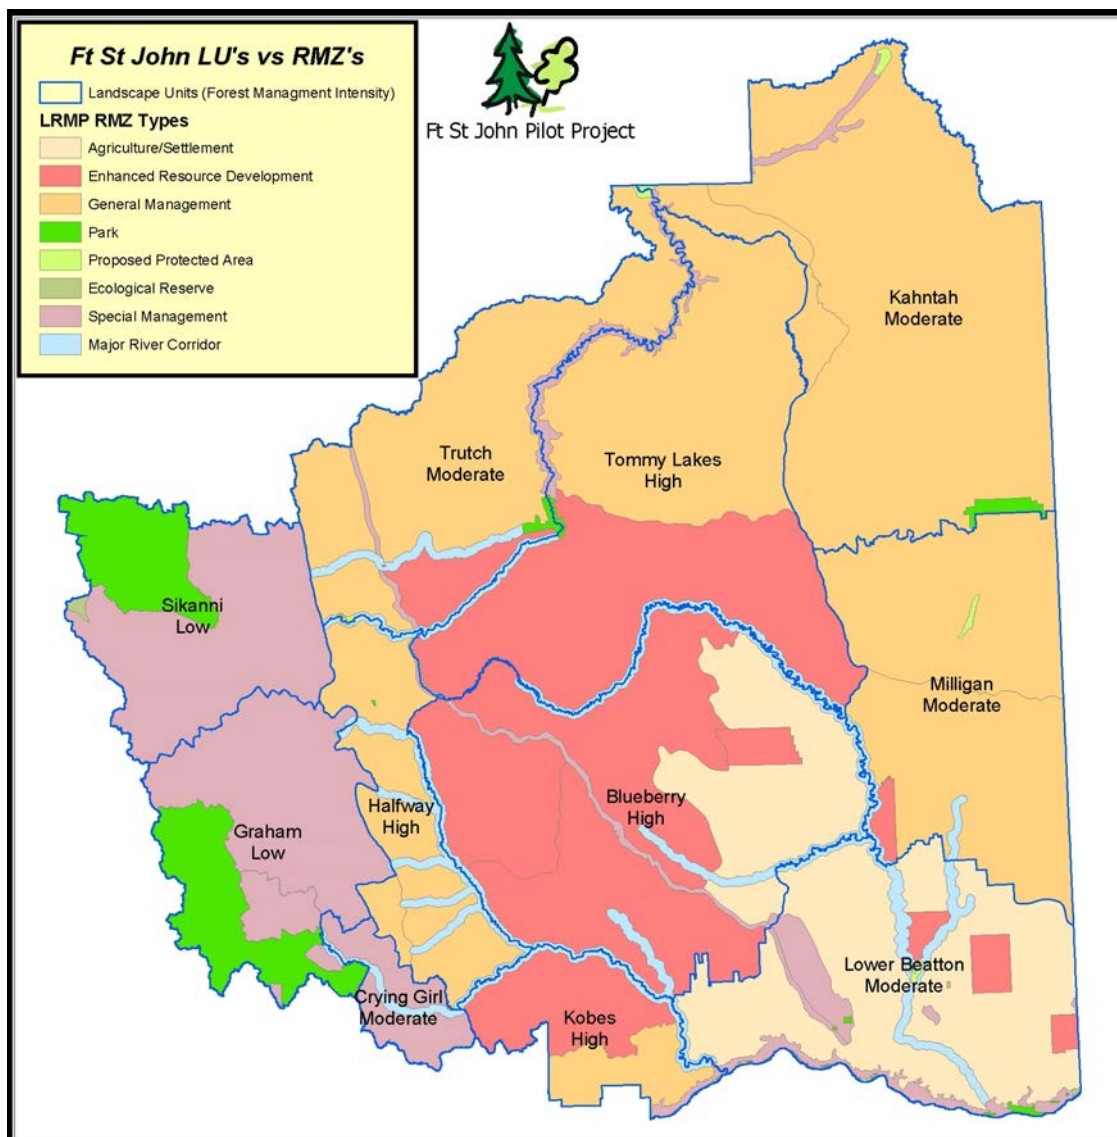 Ft St John LU's vs RMZ's
Landscape Units (Forest Managment Intensity)
LRMP RMZ Types
Agriculture/Settlement
Enhanced Resource Development
General Management
Park
Proposed Protected Area
Ecological Reserve
Special Management
Major River Corridor
Ft St John Pilot Project
Kahntah
Moderate
Trutch
Moderate
Tommy Lakes
High
Sikanni
Low
Milligan
Moderate
Halfway
High
Blueberry
High
Graham
Low
Lower Beatton
Moderate
Crying Girl
Moderate
Kobes
High